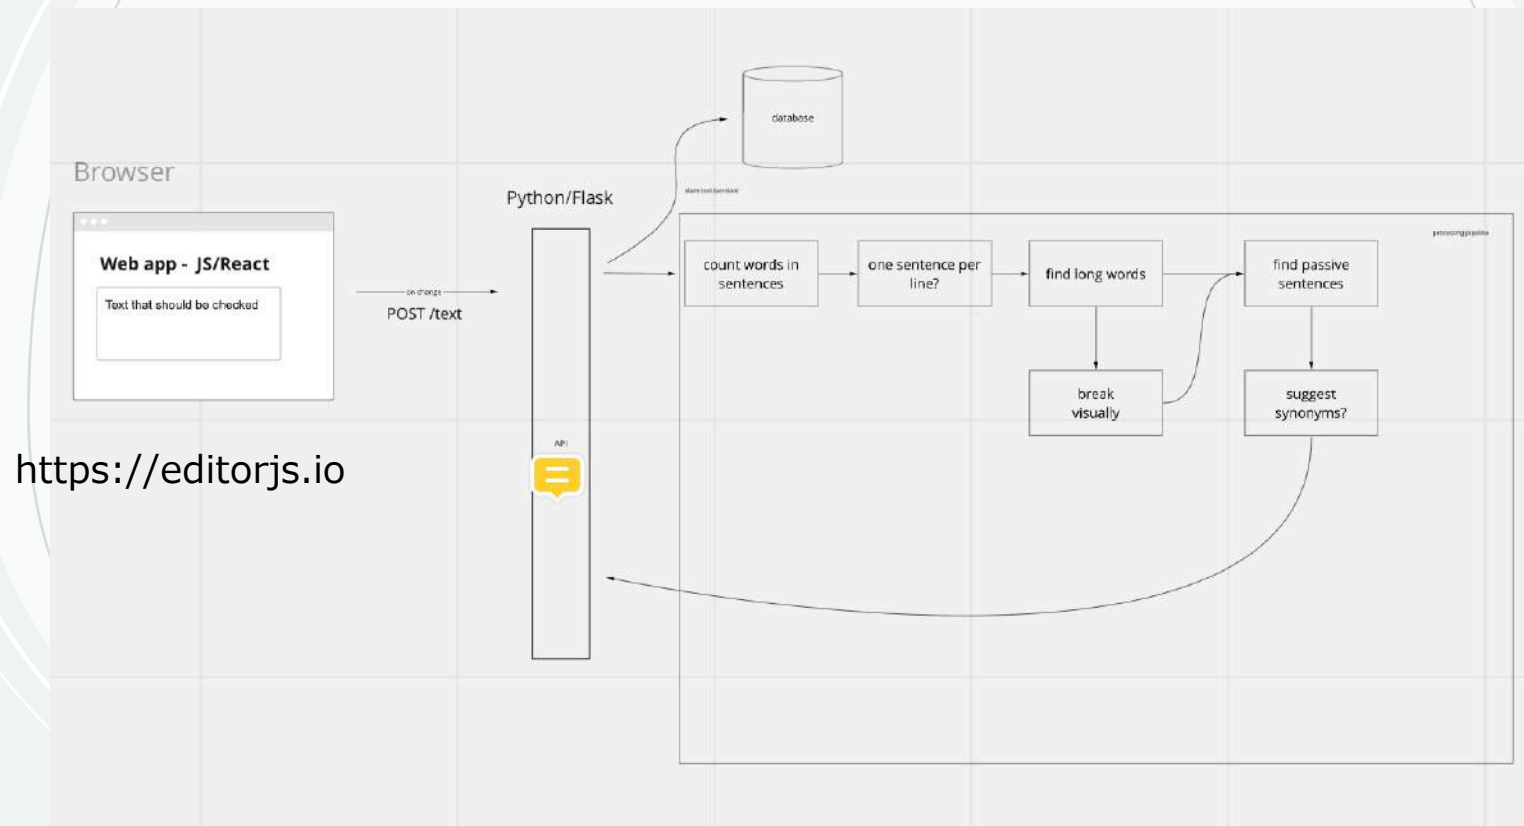 database
Browser
Python/Flask
Web app - JS/React
Text that should be checked
on change
POST /text
processing pipeline
count words in
sentences
one sentence per
line?
find long words
find passive
sentences
break
visually
suggest
synonyms?
API
https://editorjs.io